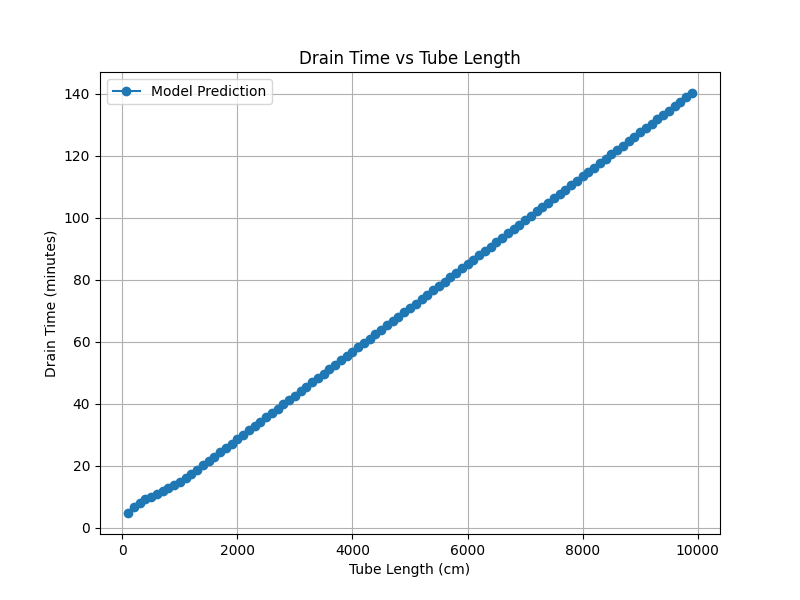 Drain Time vs Tube Length
Model Prediction
Drain Time (minutes)
140
120
100
80
60
40
20
0
0 2000 4000 6000 8000 10000
Tube Length (cm)